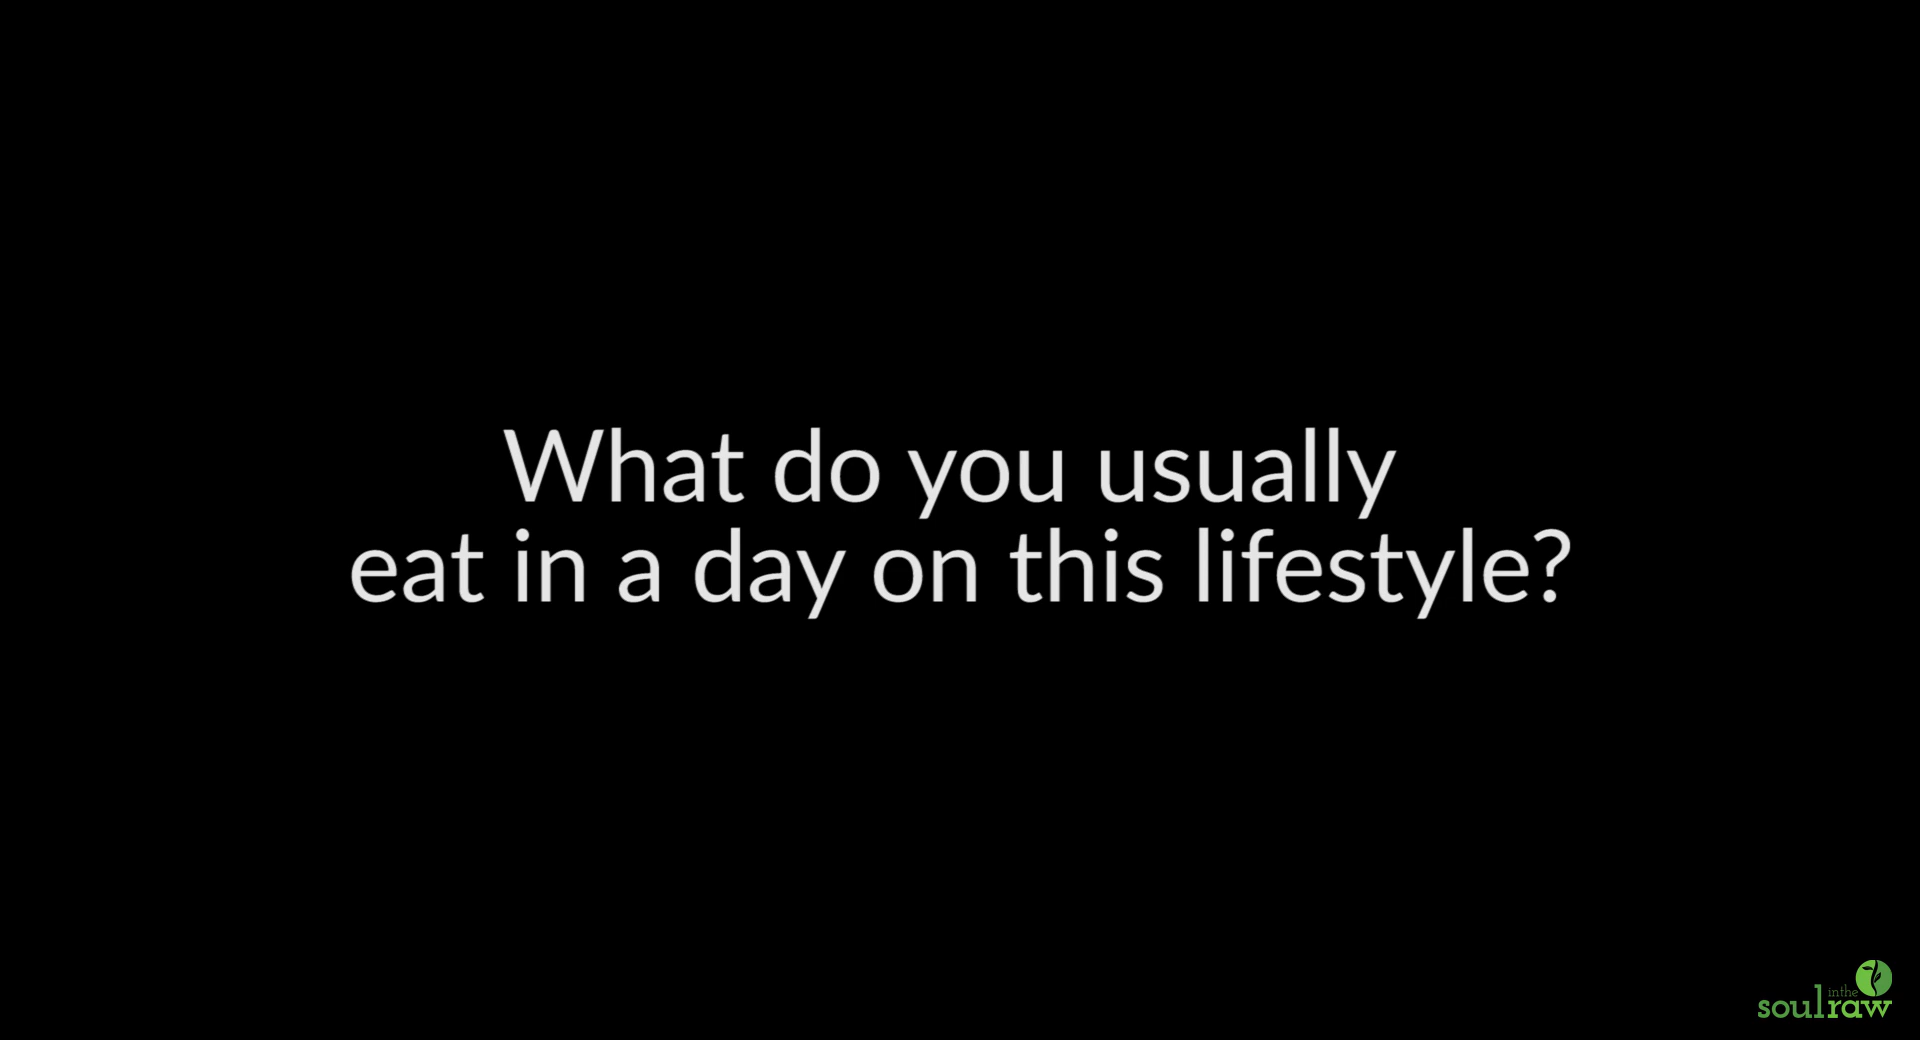 What do you usually
eat in a day on this lifestyle?
soul in the raw